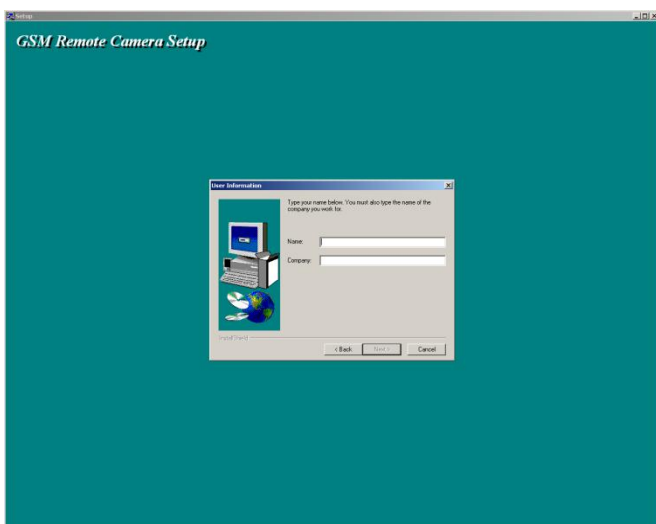 Setup
GSM Remote Camera Setup
User Information
Type your name below. You must also type the name of the
company you work for.
Name:
Company:
InstallShield
< Back
Next >
Cancel